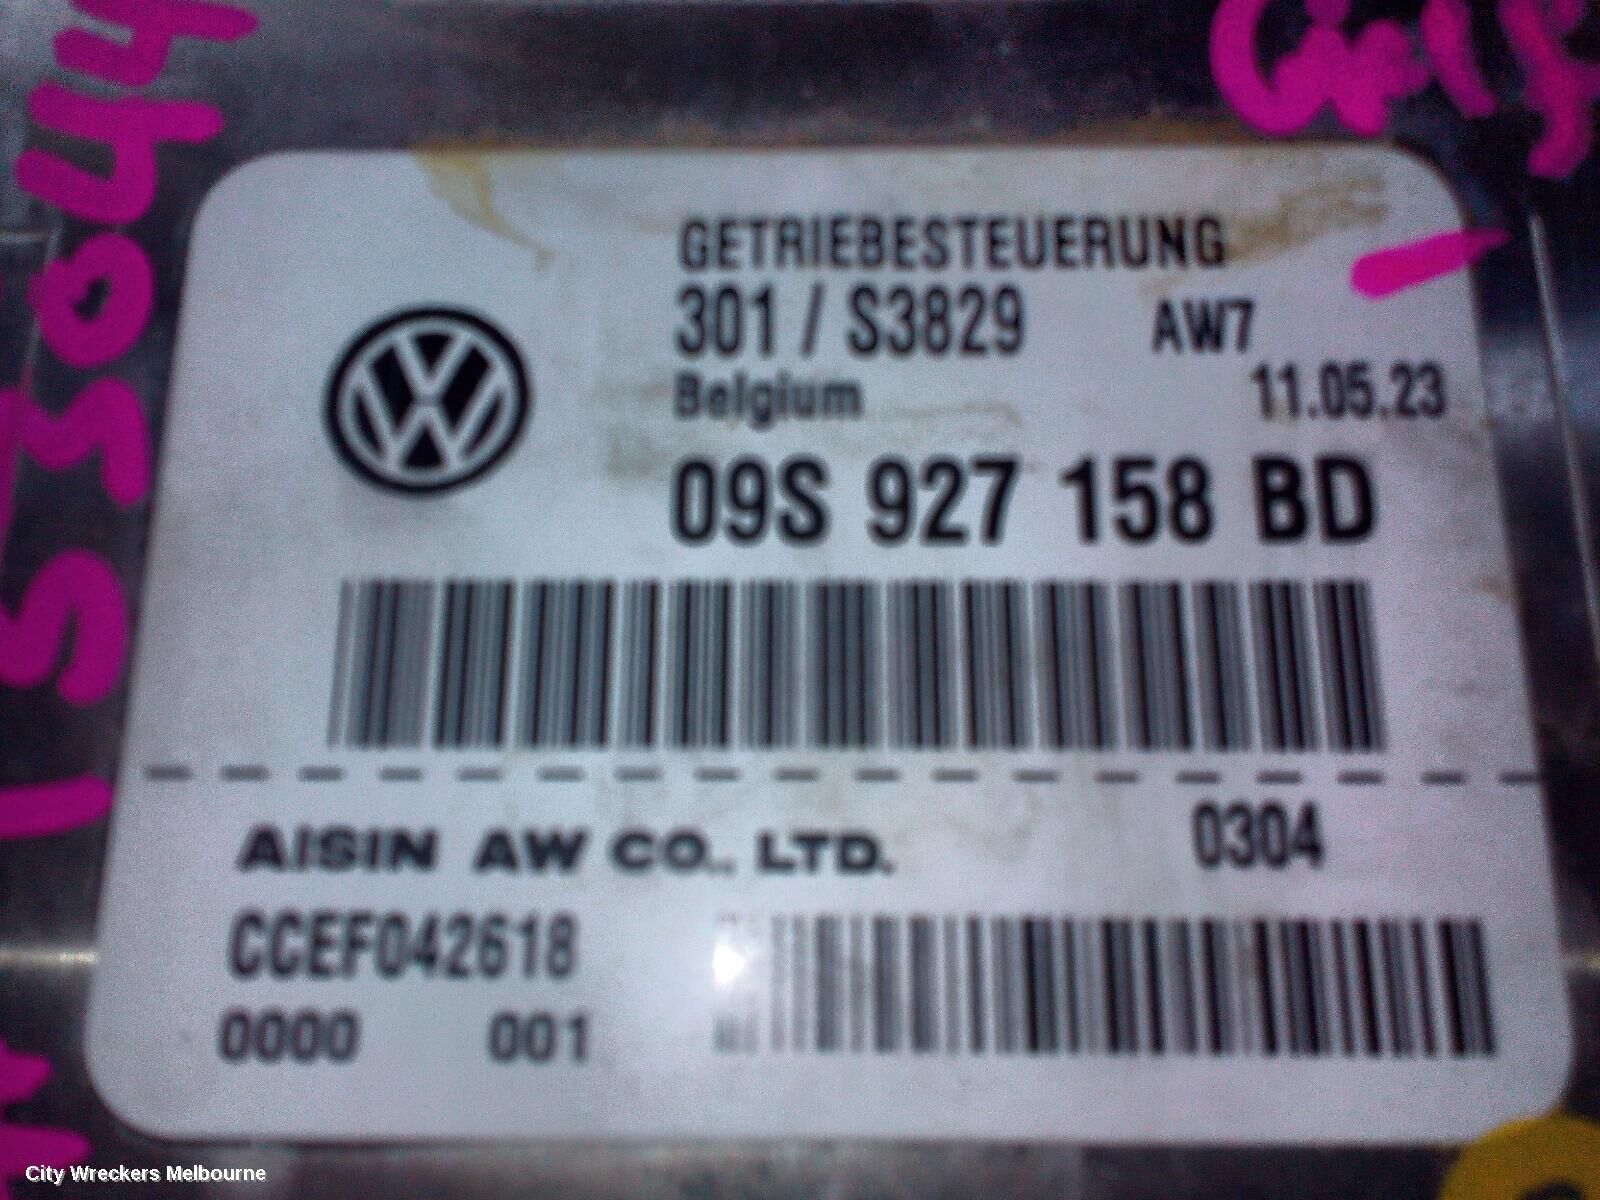 GETRIEBESTEUERUNG
301 / S3829 AW7
Belgium 11.05.23
09S 927 158 BD
AISIN AW CO., LTD. 0304
CCEF042618
0000 001
City Wreckers Melbourne